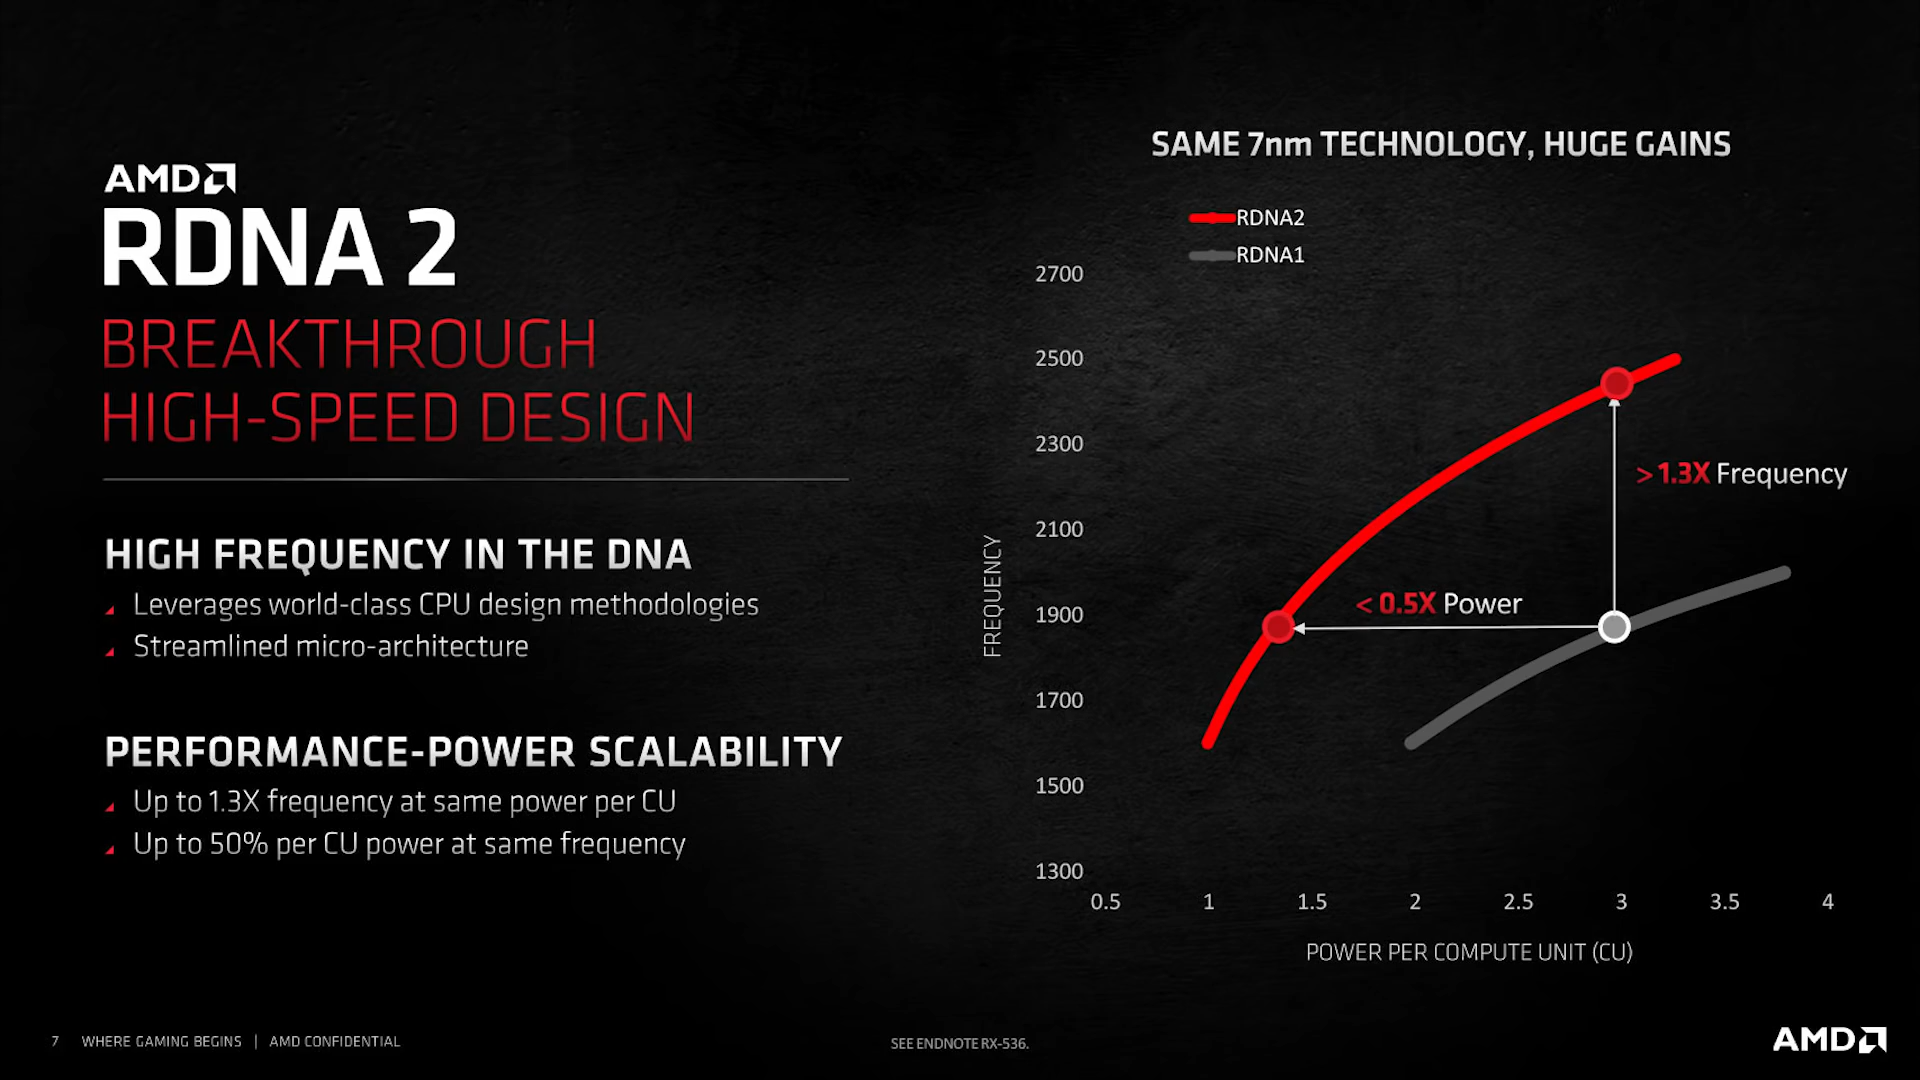 AMD
RDNA 2
BREAKTHROUGH
HIGH-SPEED DESIGN
HIGH FREQUENCY IN THE DNA
Leverages world-class CPU design methodologies
Streamlined micro-architecture
PERFORMANCE-POWER SCALABILITY
Up to 1.3X frequency at same power per CU
Up to 50% per CU power at same frequency
SAME 7nm TECHNOLOGY, HUGE GAINS
RDNA2
RDNA1
2700
2500
2300
2100
1900
1700
1500
1300
FREQUENCY
> 1.3X Frequency
< 0.5X Power
0.5 1 1.5 2 2.5 3 3.5 4
POWER PER COMPUTE UNIT (CU)
7 WHERE GAMING BEGINS | AMD CONFIDENTIAL
SEE ENDNOTE RX-536.
AMD